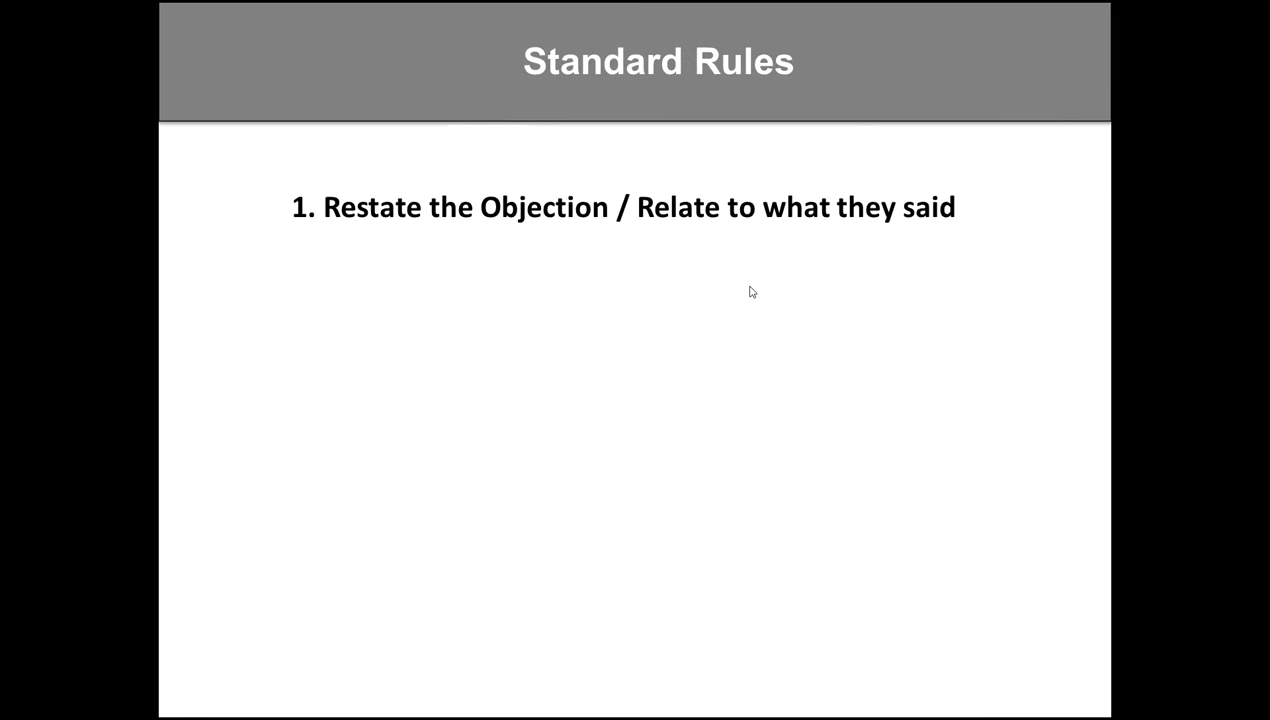 Standard Rules
1. Restate the Objection / Relate to what they said